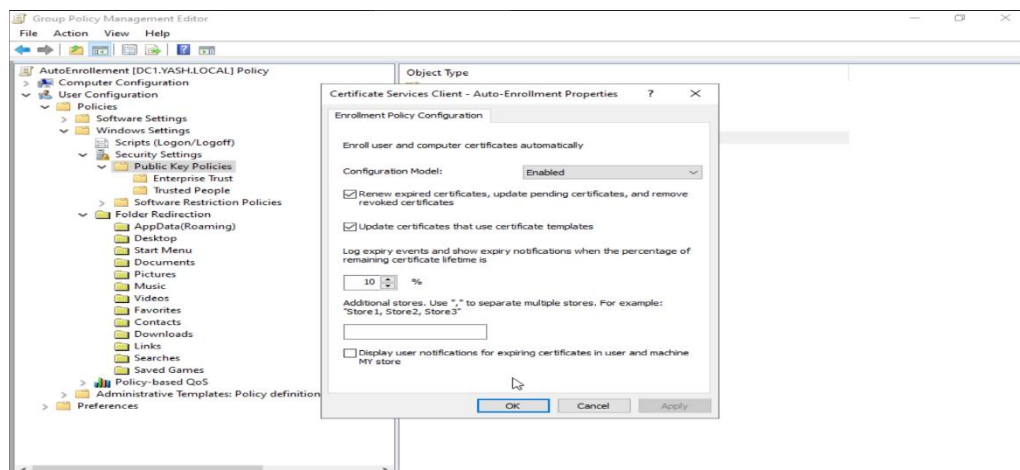 Group Policy Management Editor
File Action View Help
AutoEnrollement [DC1.YASH.LOCAL] Policy
Computer Configuration
User Configuration
Policies
Software Settings
Windows Settings
Scripts (Logon/Logoff)
Security Settings
Public Key Policies
Enterprise Trust
Trusted People
Software Restriction Policies
Folder Redirection
AppData(Roaming)
Desktop
Start Menu
Documents
Pictures
Music
Videos
Favorites
Contacts
Downloads
Links
Searches
Saved Games
Policy-based QoS
Administrative Templates: Policy definition
Preferences
Object Type
Certificate Services Client - Auto-Enrollment Properties ? ×
Enrollment Policy Configuration
Enroll user and computer certificates automatically
Configuration Model: Enabled
Renew expired certificates, update pending certificates, and remove
revoked certificates
Update certificates that use certificate templates
Log expiry events and show expiry notifications when the percentage of
remaining certificate lifetime is
10 %
Additional stores. Use "," to separate multiple stores. For example:
"Store1, Store2, Store3"
Display user notifications for expiring certificates in user and machine
MY store
OK Cancel Apply